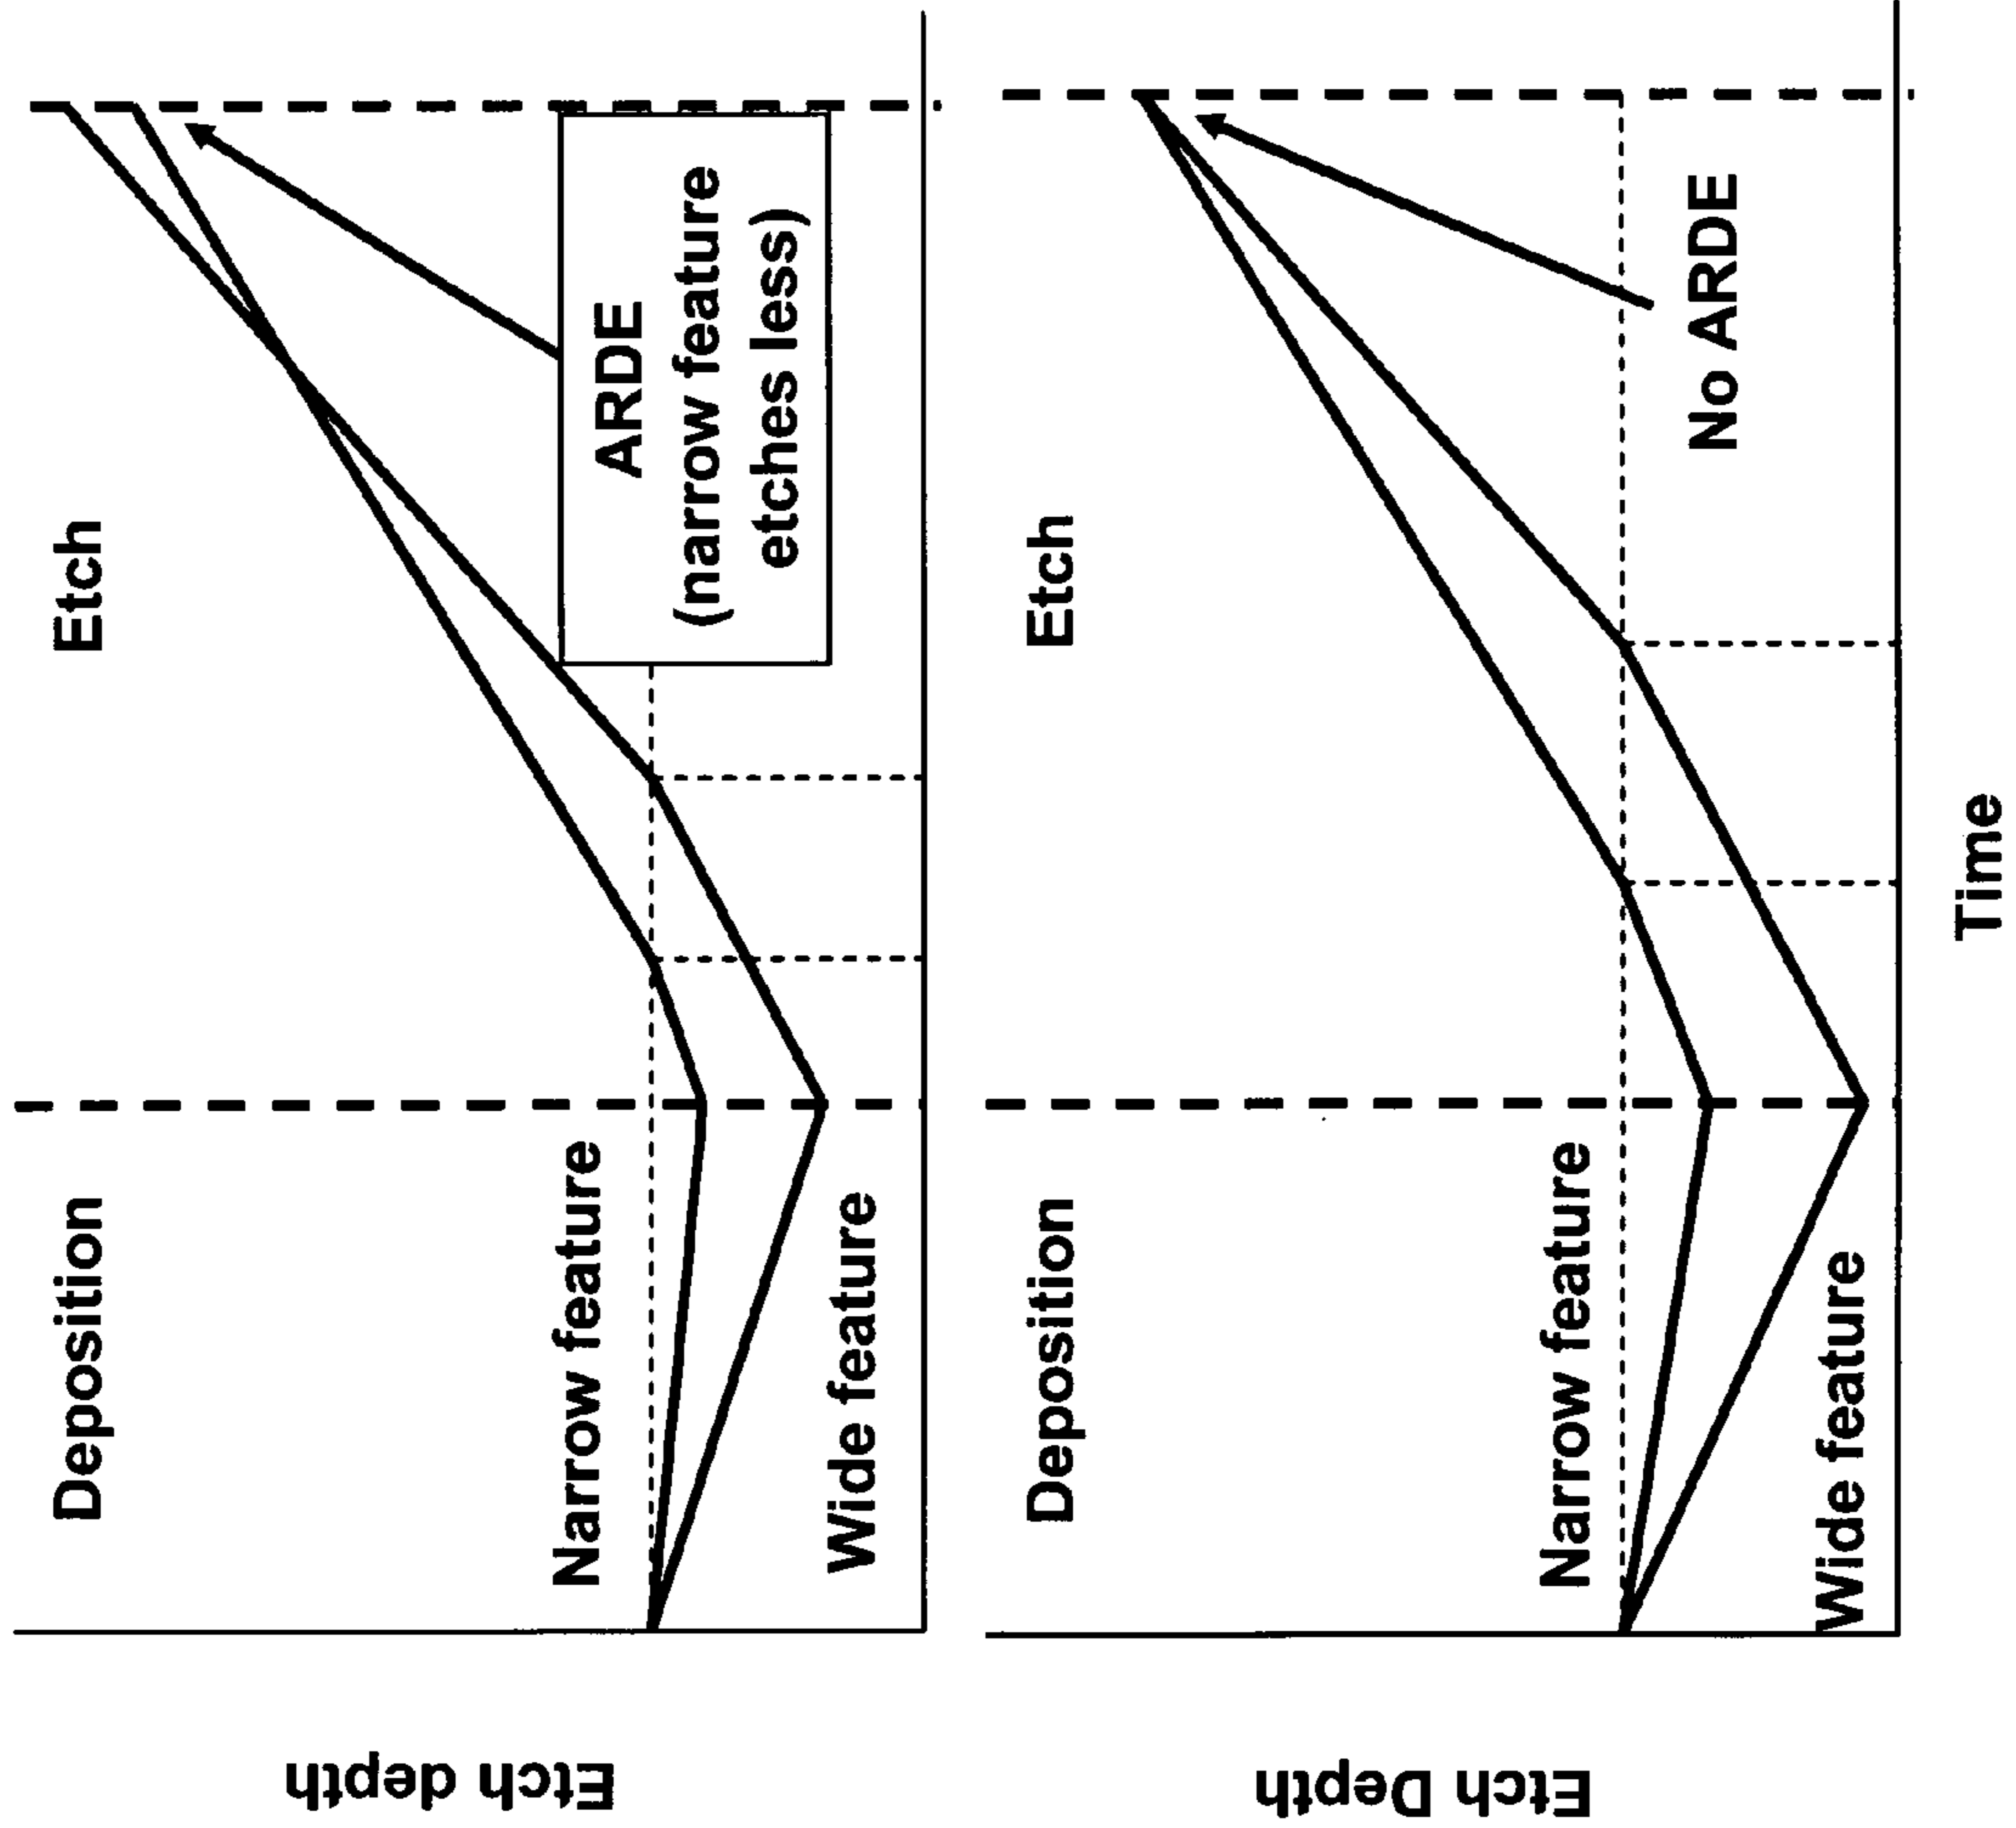 Deposition
Etch
Narrow feature
Wide feature
ARDE
(narrow feature
etches less)
Etch depth
Deposition
Etch
Narrow feature
Wide feature
No ARDE
Etch Depth
Time